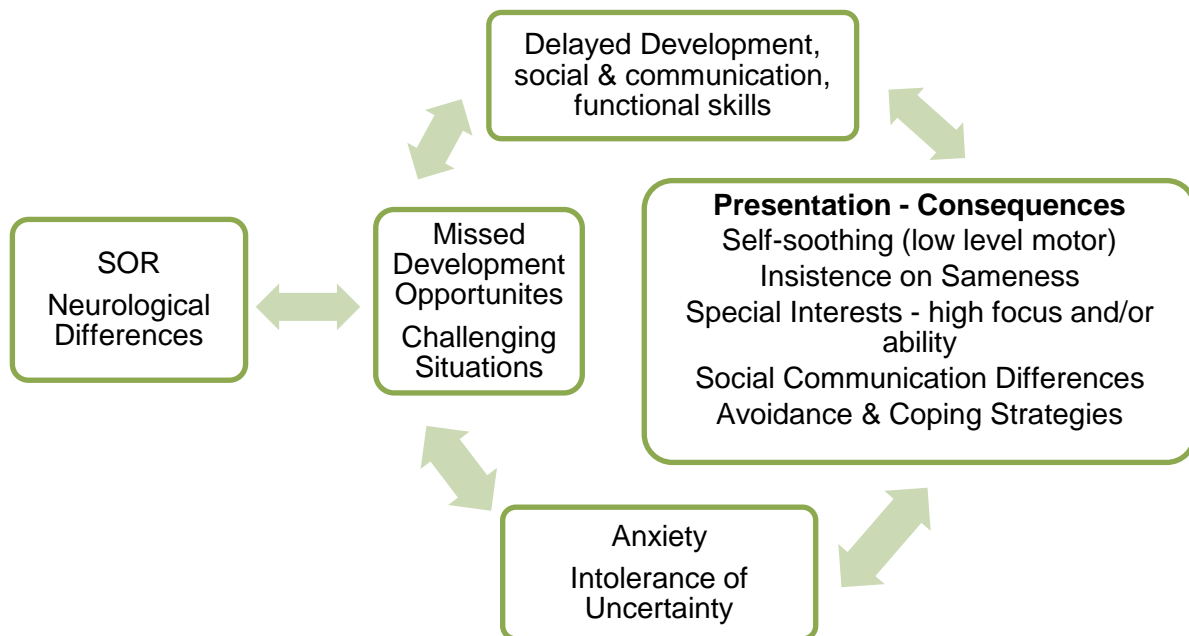 Delayed Development,
social & communication,
functional skills
SOR
Neurological
Differences
Missed
Development
Opportunites
Challenging
Situations
Presentation - Consequences
Self-soothing (low level motor)
Insistence on Sameness
Special Interests - high focus and/or
ability
Social Communication Differences
Avoidance & Coping Strategies
Anxiety
Intolerance of
Uncertainty